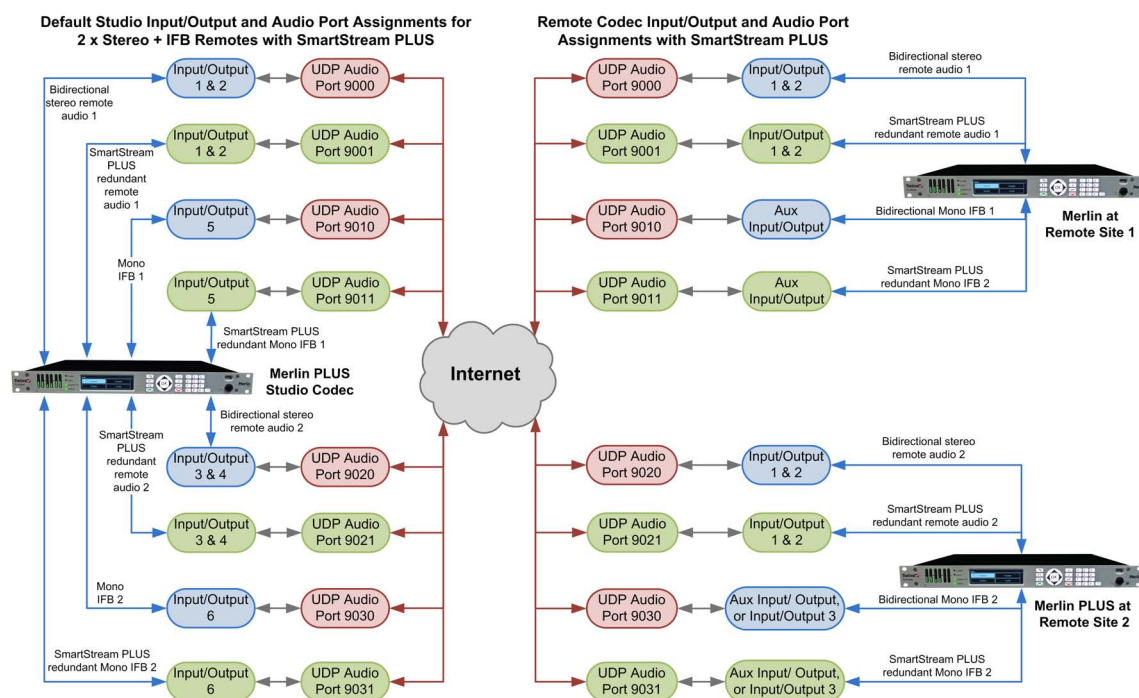 Default Studio Input/Output and Audio Port Assignments for
2 x Stereo + IFB Remotes with SmartStream PLUS
Bidirectional
stereo remote
audio 1
Input/Output
1 & 2
UDP Audio
Port 9000
SmartStream
PLUS
redundant
remote
audio 1
Input/Output
1 & 2
UDP Audio
Port 9001
Mono
IFB 1
Input/Output
5
UDP Audio
Port 9010
Input/Output
5
UDP Audio
Port 9011
SmartStream PLUS
redundant Mono IFB 1
Merlin PLUS
Studio Codec
Bidirectional stereo
remote audio 2
Input/Output
3 & 4
UDP Audio
Port 9020
SmartStream
PLUS
redundant
remote
audio 2
Input/Output
3 & 4
UDP Audio
Port 9021
Mono
IFB 2
Input/Output
6
UDP Audio
Port 9030
SmartStream PLUS
redundant Mono IFB 2
Input/Output
6
UDP Audio
Port 9031
Internet
Remote Codec Input/Output and Audio Port
Assignments with SmartStream PLUS
UDP Audio
Port 9000
Input/Output
1 & 2
Bidirectional stereo
remote audio 1
UDP Audio
Port 9001
Input/Output
1 & 2
SmartStream PLUS
redundant remote audio 1
UDP Audio
Port 9010
Aux
Input/Output
Bidirectional Mono IFB 1
Merlin at
Remote Site 1
UDP Audio
Port 9011
Aux
Input/Output
SmartStream PLUS
redundant Mono IFB 2
UDP Audio
Port 9020
Input/Output
1 & 2
Bidirectional stereo
remote audio 2
UDP Audio
Port 9021
Input/Output
1 & 2
SmartStream PLUS
redundant remote audio 2
UDP Audio
Port 9030
Aux Input/ Output,
or Input/Output 3
Bidirectional Mono IFB 2
Merlin PLUS at
Remote Site 2
UDP Audio
Port 9031
Aux Input/ Output,
or Input/Output 3
SmartStream PLUS
redundant Mono IFB 2